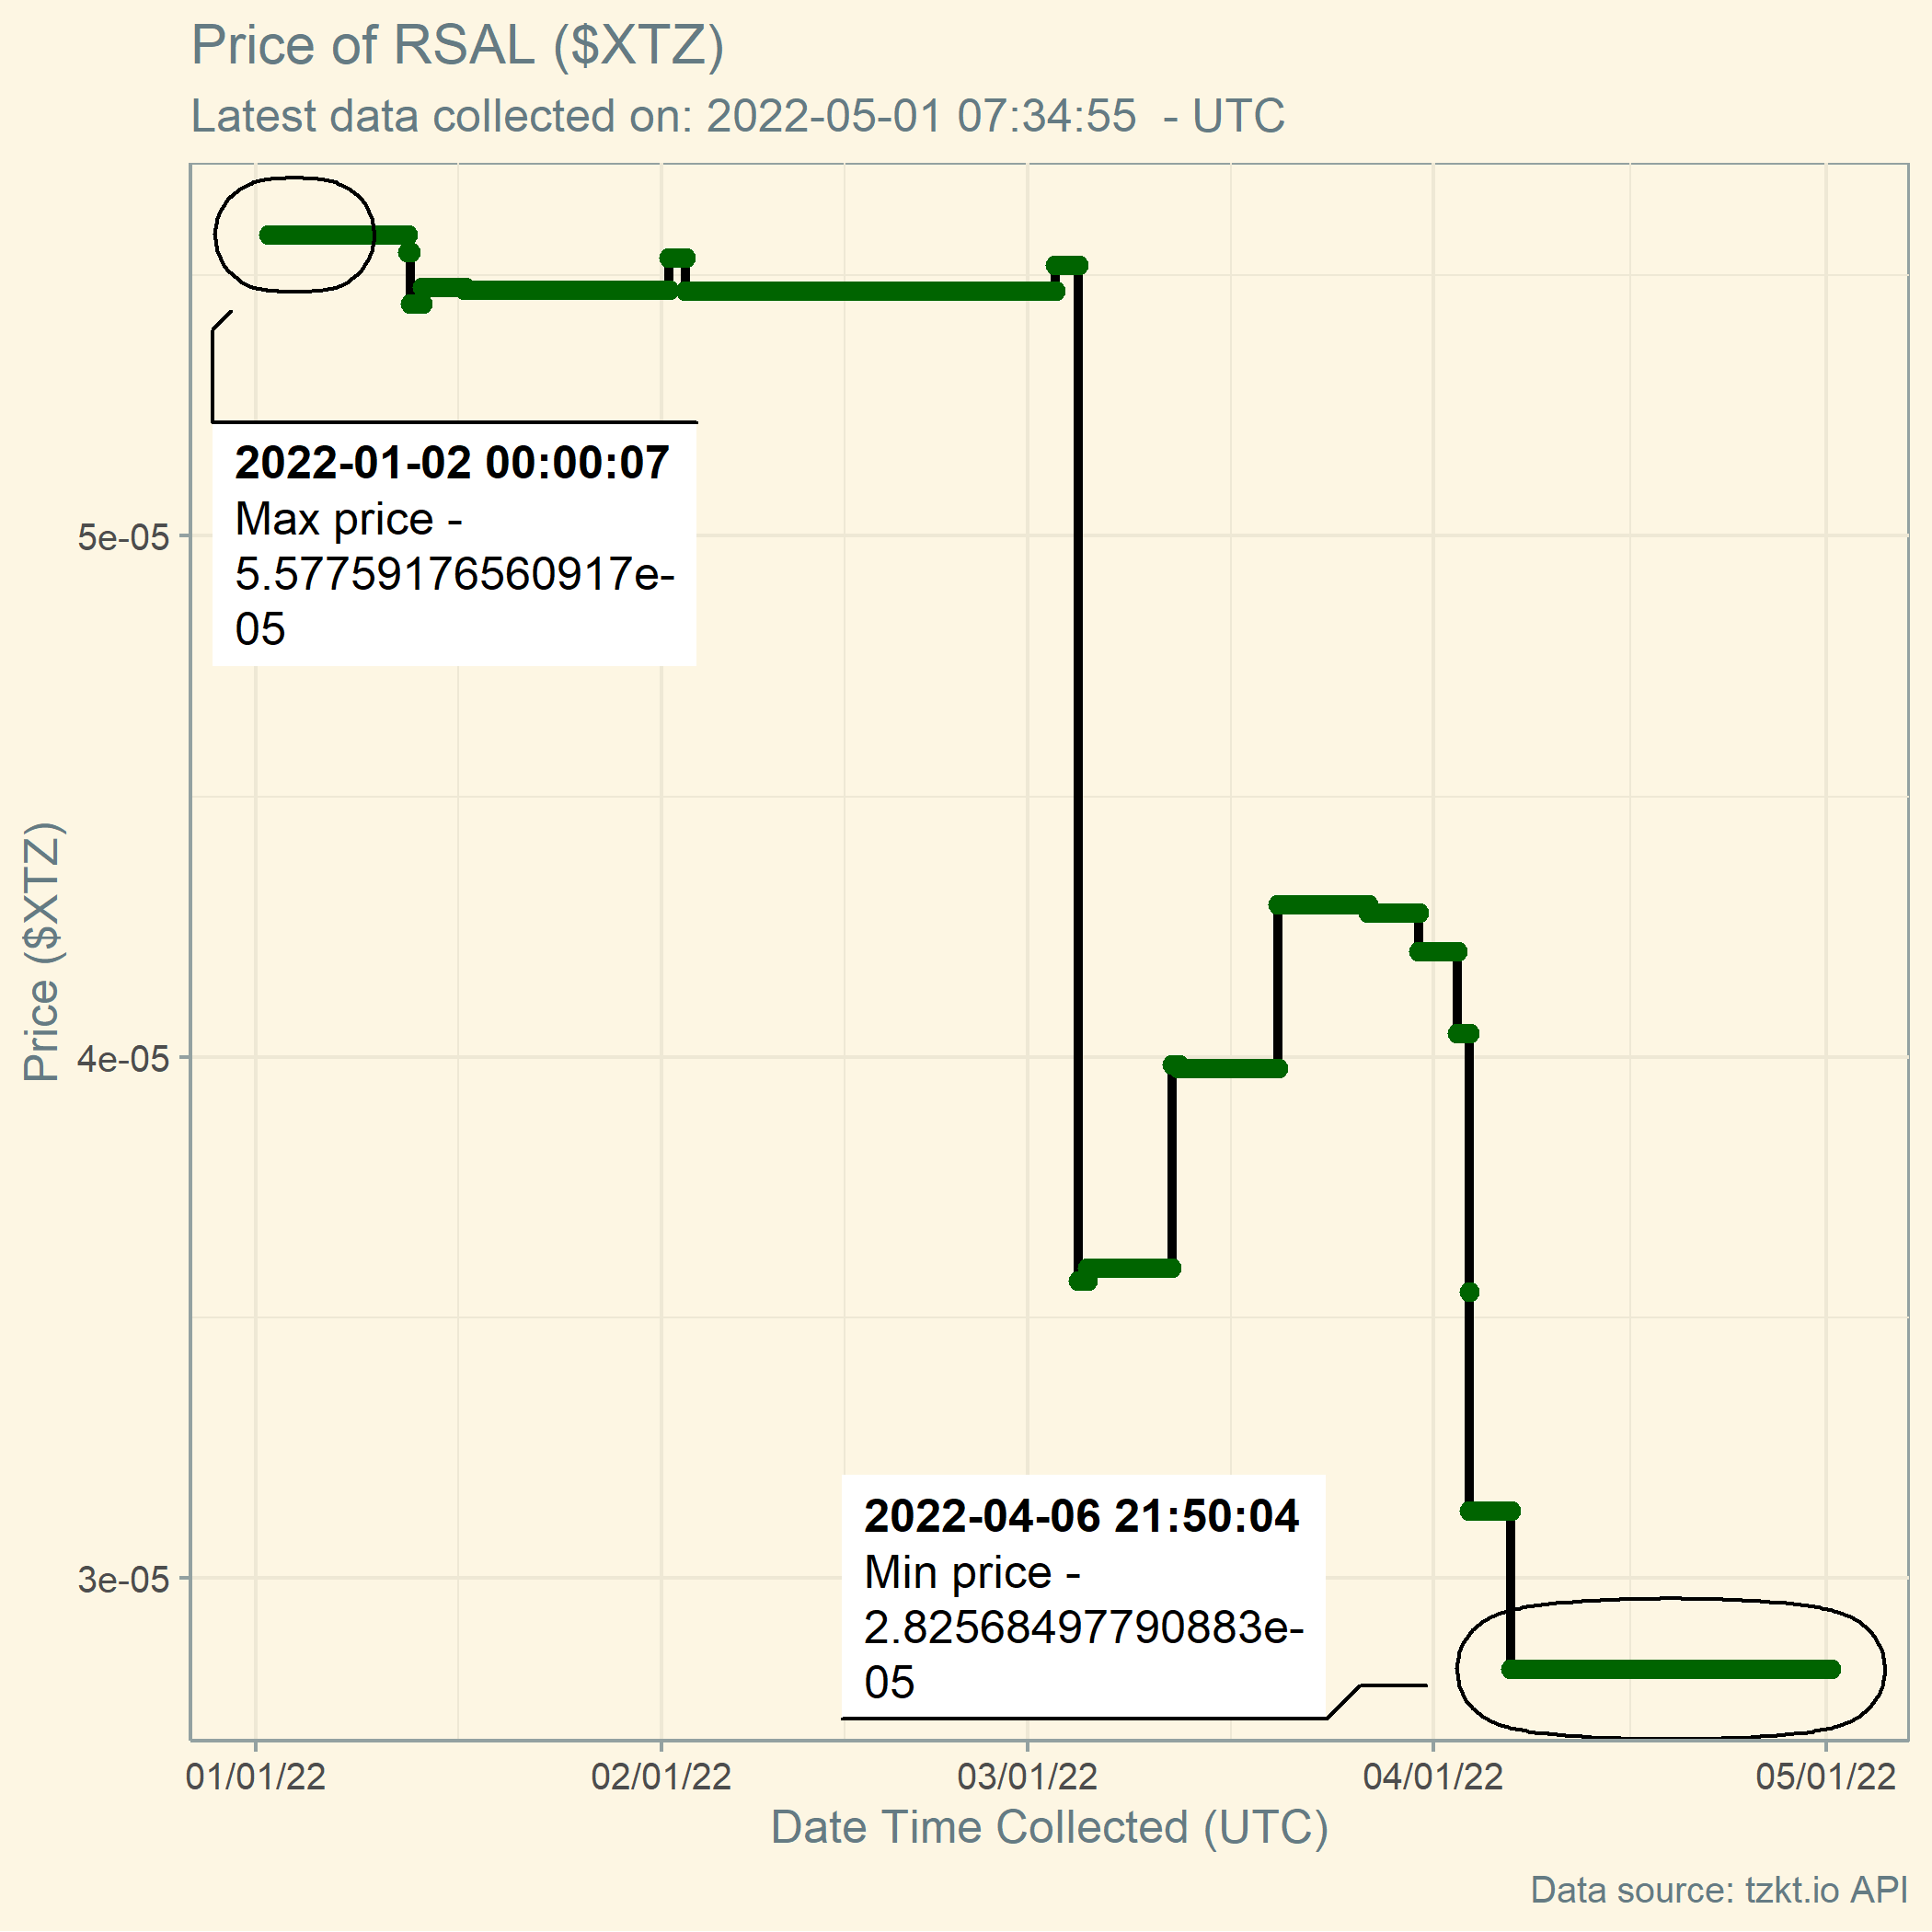 Price of RSAL ($XTZ)
Latest data collected on: 2022-05-01 07:34:55  - UTC
2022-01-02 00:00:07
Max price -
5.57759176560917e-
05
5e-05
4e-05
3e-05
Price ($XTZ)
2022-04-06 21:50:04
Min price -
2.82568497790883e-
05
01/01/22 02/01/22 03/01/22 04/01/22 05/01/22
Date Time Collected (UTC)
Data source: tzkt.io API